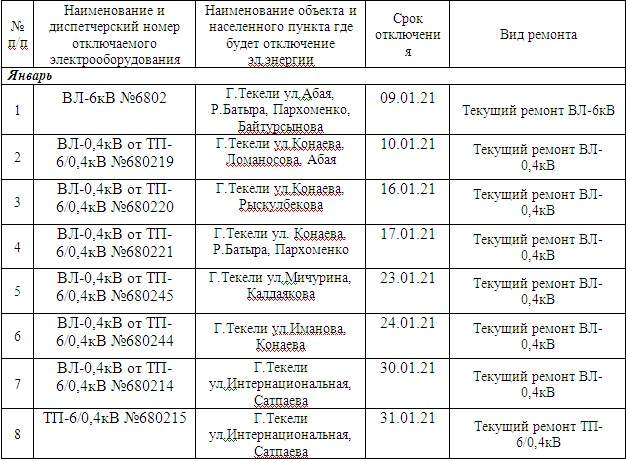 №
п/п
Наименование и
диспетчерский номер
отключаемого
электрооборудования
Наименование объекта и
населенного пункта где
будет отключение
эл.энергии
Срок
отключени
я
Вид ремонта
Январь
1
ВЛ-6кВ №6802
Г.Текели ул.Абая,
Р.Батыра, Пархоменко,
Байтурсынова
09.01.21
Текущий ремонт ВЛ-6кВ
2
ВЛ-0,4кВ от ТП-
6/0,4кВ №680219
Г.Текели ул.Конаева,
Ломаносова, Абая
10.01.21
Текущий ремонт ВЛ-
0,4кВ
3
ВЛ-0,4кВ от ТП-
6/0,4кВ №680220
Г.Текели ул.Конаева,
Рыскулбекова
16.01.21
Текущий ремонт ВЛ-
0,4кВ
4
ВЛ-0,4кВ от ТП-
6/0,4кВ №680221
Г.Текели ул. Конаева,
Р.Батыра, Пархоменко
17.01.21
Текущий ремонт ВЛ-
0,4кВ
5
ВЛ-0,4кВ от ТП-
6/0,4кВ №680245
Г.Текели ул,Мичурина,
Калдаякова
23.01.21
Текущий ремонт ВЛ-
0,4кВ
6
ВЛ-0,4кВ от ТП-
6/0,4кВ №680244
Г.Текели ул.Иманова,
Конаева
24.01.21
Текущий ремонт ВЛ-
0,4кВ
7
ВЛ-0,4кВ от ТП-
6/0,4кВ №680214
Г.Текели
ул,Интернациональная,
Сатпаева
30.01.21
Текущий ремонт ВЛ-
0,4кВ
8
ТП-6/0,4кВ №680215
Г.Текели
ул,Интернациональная,
Сатпаева
31.01.21
Текущий ремонт ТП-
6/0,4кВ